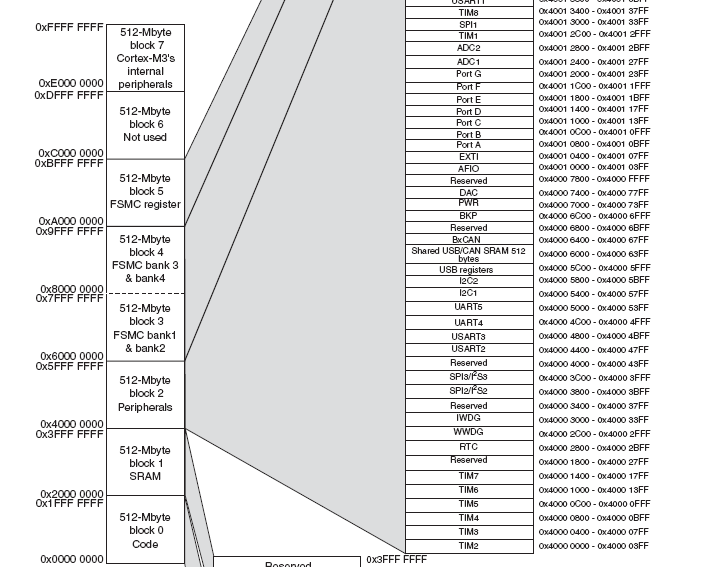 0xFFFF FFFF
512-Mbyte
block 7
Cortex-M3's
internal
peripherals
0xE000 0000
0xDFFF FFFF
512-Mbyte
block 6
Not used
0xC000 0000
0xBFFF FFFF
512-Mbyte
block 5
FSMC register
0xA000 0000
0x9FFF FFFF
512-Mbyte
block 4
FSMC bank 3
& bank4
0x8000 0000
0x7FFF FFFF
512-Mbyte
block 3
FSMC bank1
& bank2
0x6000 0000
0x5FFF FFFF
512-Mbyte
block 2
Peripherals
0x4000 0000
0x3FFF FFFF
512-Mbyte
block 1
SRAM
0x2000 0000
0x1FFF FFFF
512-Mbyte
block 0
Code
0x0000 0000
Reserved
0x3FFF FFFF
TIM8 0x4001 3400 - 0x4001 37FF
SPI1 0x4001 3000 - 0x4001 33FF
TIM1 0x4001 2C00 - 0x4001 2FFF
ADC2 0x4001 2800 - 0x4001 2BFF
ADC1 0x4001 2400 - 0x4001 27FF
Port G 0x4001 2000 - 0x4001 23FF
Port F 0x4001 1C00 - 0x4001 1FFF
Port E 0x4001 1800 - 0x4001 1BFF
Port D 0x4001 1400 - 0x4001 17FF
Port C 0x4001 1000 - 0x4001 13FF
Port B 0x4001 0C00 - 0x4001 0FFF
Port A 0x4001 0800 - 0x4001 0BFF
EXTI 0x4001 0400 - 0x4001 07FF
AFIO 0x4001 0000 - 0x4001 03FF
Reserved 0x4000 7800 - 0x4000 FFFF
DAC 0x4000 7400 - 0x4000 77FF
PWR 0x4000 7000 - 0x4000 73FF
BKP 0x4000 6C00 - 0x4000 6FFF
Reserved 0x4000 6800 - 0x4000 6BFF
BxCAN 0x4000 6400 - 0x4000 67FF
Shared USB/CAN SRAM 512
bytes 0x4000 6000 - 0x4000 63FF
USB registers 0x4000 5C00 - 0x4000 5FFF
I2C2 0x4000 5800 - 0x4000 5BFF
I2C1 0x4000 5400 - 0x4000 57FF
UART5 0x4000 5000 - 0x4000 53FF
UART4 0x4000 4C00 - 0x4000 4FFF
USART3 0x4000 4800 - 0x4000 4BFF
USART2 0x4000 4400 - 0x4000 47FF
Reserved 0x4000 4000 - 0x4000 43FF
SPI3/I²S3 0x4000 3C00 - 0x4000 3FFF
SPI2/I²S2 0x4000 3800 - 0x4000 3BFF
Reserved 0x4000 3400 - 0x4000 37FF
IWDG 0x4000 3000 - 0x4000 33FF
WWDG 0x4000 2C00 - 0x4000 2FFF
RTC 0x4000 2800 - 0x4000 2BFF
Reserved 0x4000 1800 - 0x4000 27FF
TIM7 0x4000 1400 - 0x4000 17FF
TIM6 0x4000 1000 - 0x4000 13FF
TIM5 0x4000 0C00 - 0x4000 0FFF
TIM4 0x4000 0800 - 0x4000 0BFF
TIM3 0x4000 0400 - 0x4000 07FF
TIM2 0x4000 0000 - 0x4000 03FF